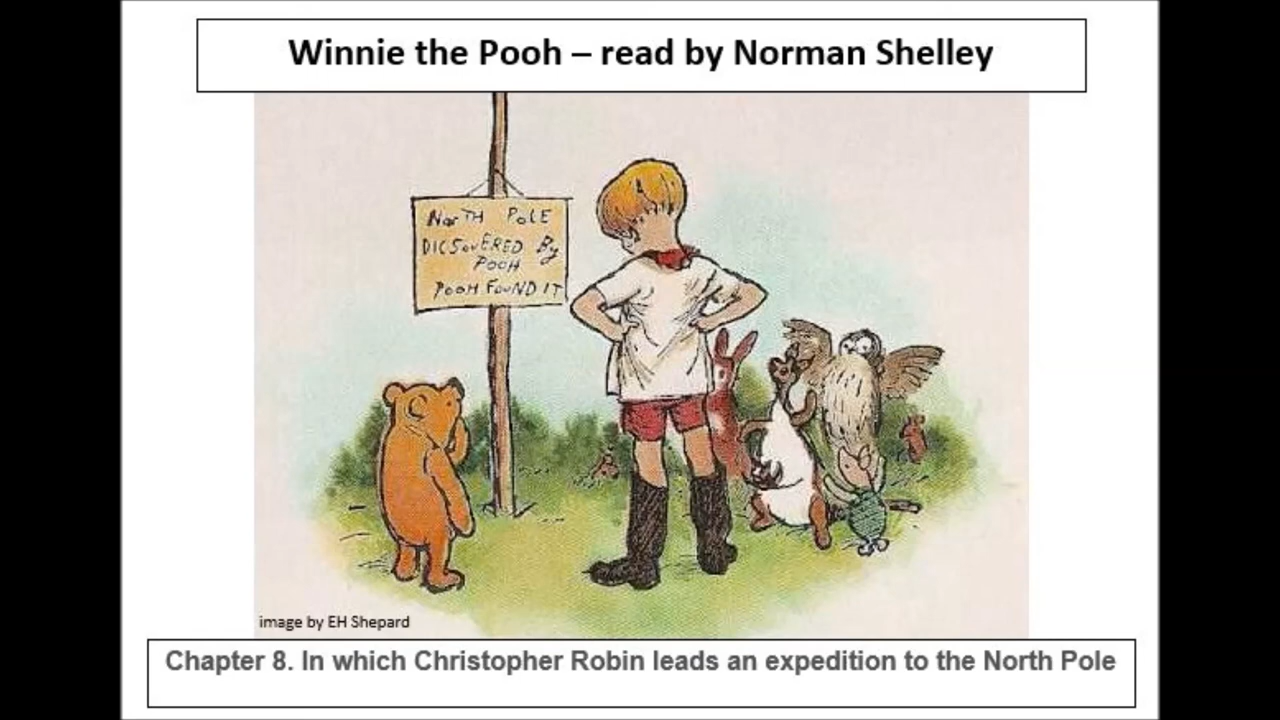 Winnie the Pooh – read by Norman Shelley
NorTH PoLE
DICSovERED By
POOH
POOH FouND IT
image by EH Shepard
Chapter 8. In which Christopher Robin leads an expedition to the North Pole